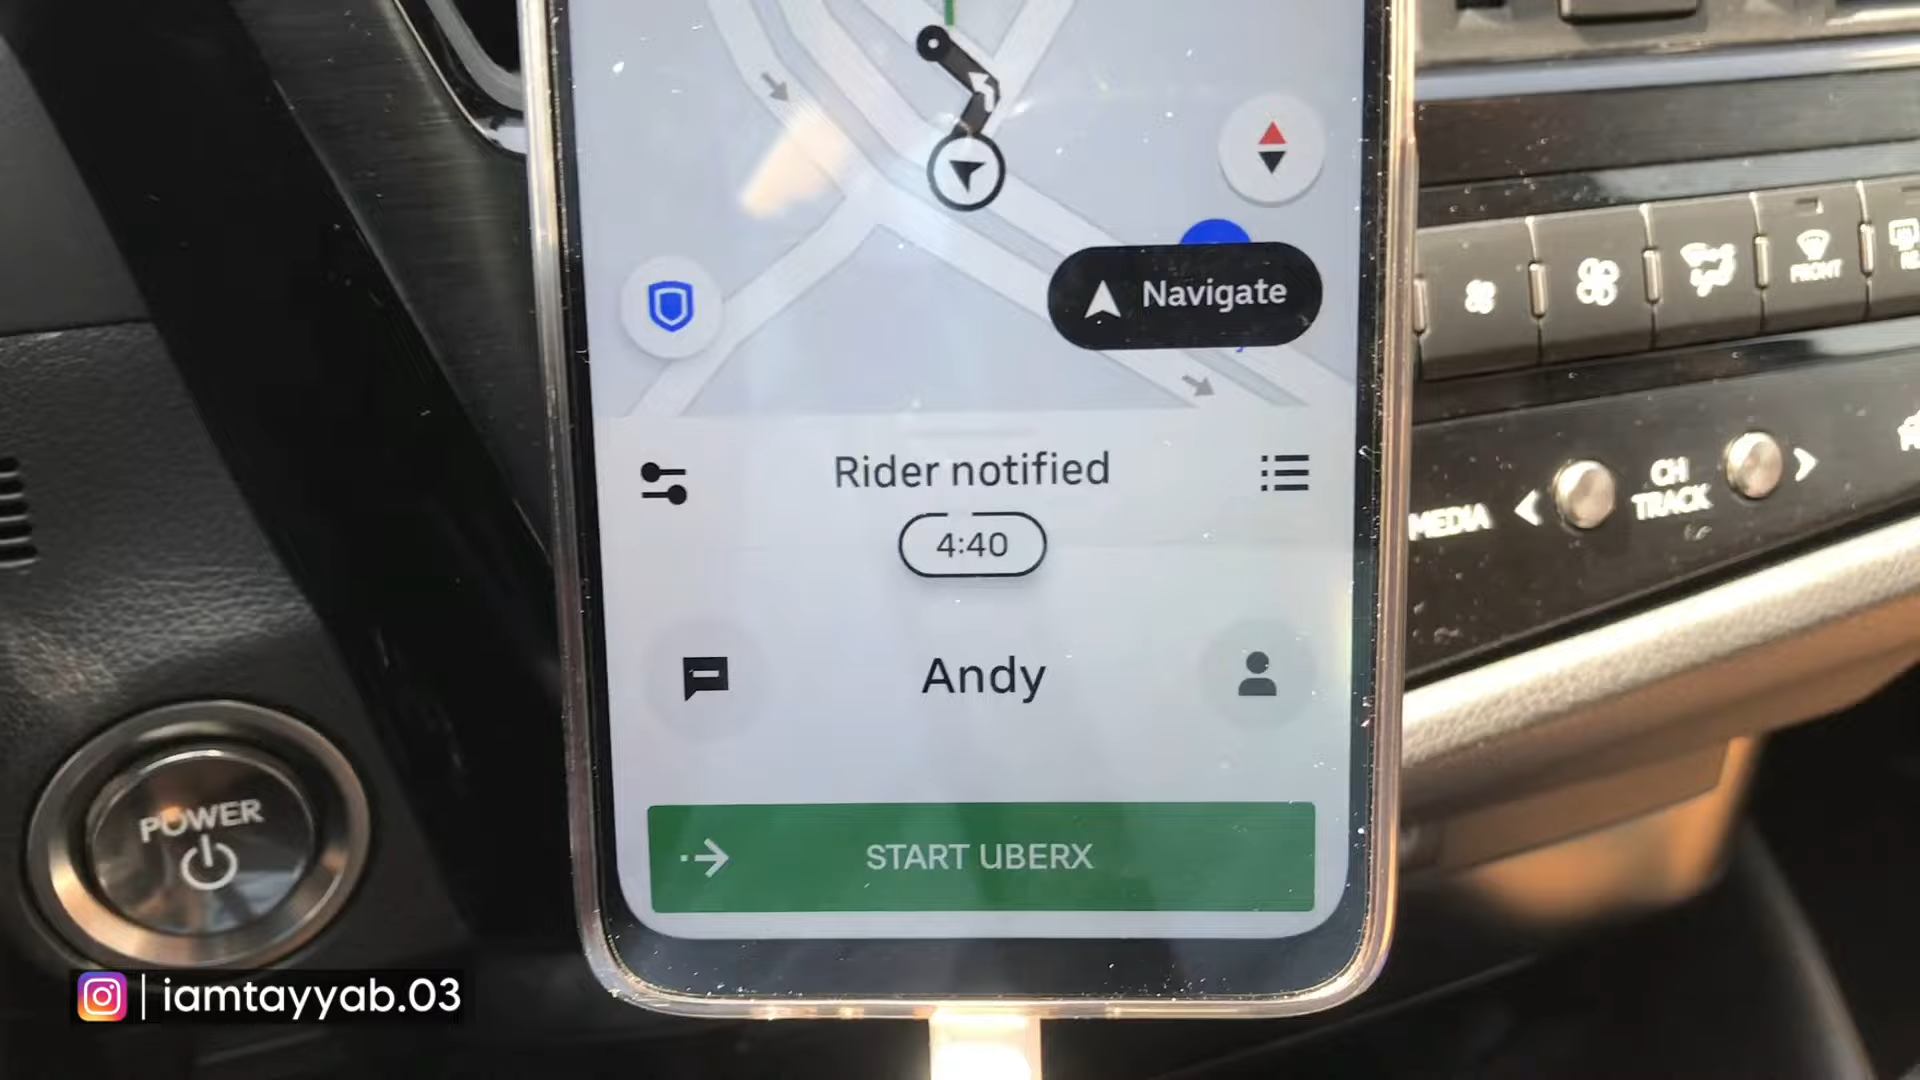 Navigate
FRONT
Rider notified
4:40
MEDIA
CH
TRACK
Andy
POWER
START UBERX
iamtayyab.03